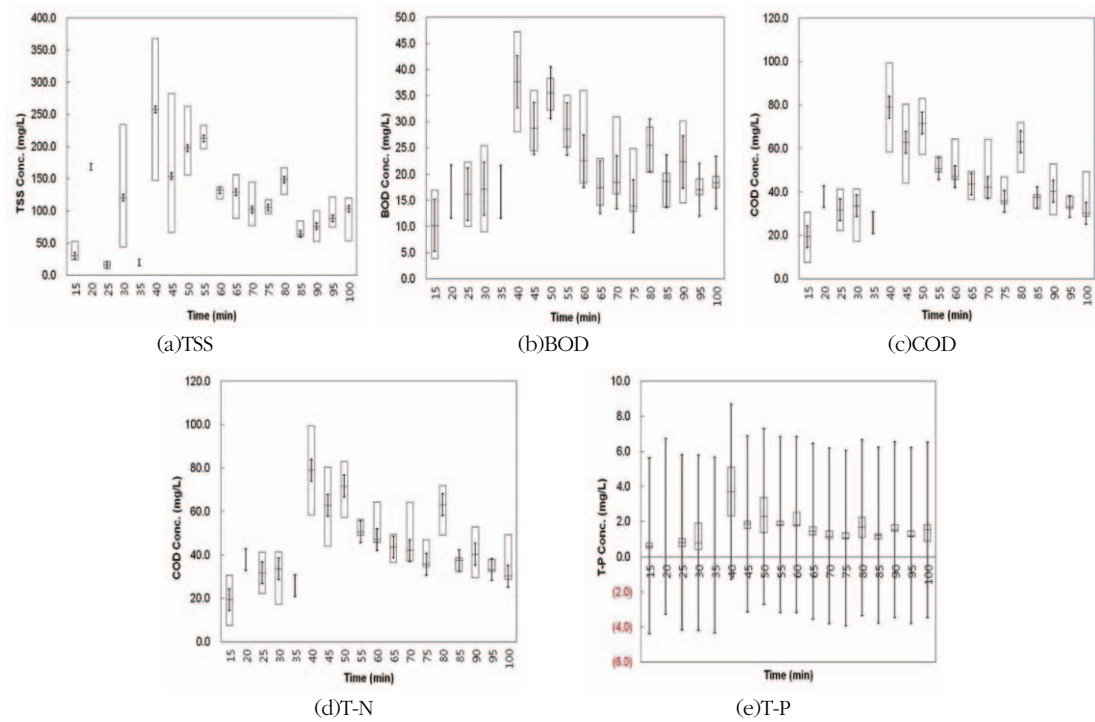 400.0
350.0
300.0
250.0
200.0
150.0
100.0
50.0
0.0
TSS Conc. (mg/L)
15 20 25 30 35 40 45 50 55 60 65 70 75 80 85 90 95 100
Time (min)
(a)TSS
50.0
45.0
40.0
35.0
30.0
25.0
20.0
15.0
10.0
5.0
0.0
BOD Conc. (mg/L)
15 20 25 30 35 40 45 50 55 60 65 70 75 80 85 90 95 100
Time (min)
(b)BOD
120.0
100.0
80.0
60.0
40.0
20.0
0.0
COD Conc. (mg/L)
15 20 25 30 35 40 45 50 55 60 65 70 75 80 85 90 95 100
Time (min)
(c)COD
120.0
100.0
80.0
60.0
40.0
20.0
0.0
COD Conc. (mg/L)
15 20 25 30 35 40 45 50 55 60 65 70 75 80 85 90 95 100
Time (min)
(d)T-N
10.0
8.0
6.0
4.0
2.0
0.0
(2.0)
(4.0)
(6.0)
T-P Conc. (mg/L)
15 20 25 30 35 40 45 50 55 60 65 70 75 80 85 90 95 100
Time (min)
(e)T-P